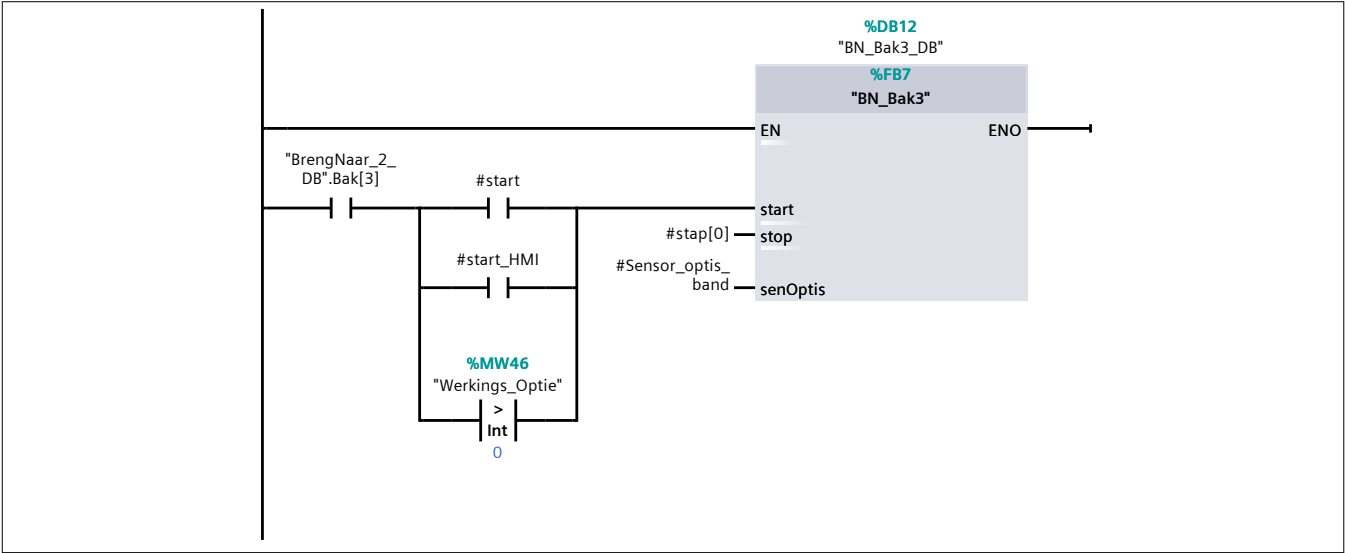 %DB12
"BN_Bak3_DB"
%FB7
"BN_Bak3"
EN
ENO
"BrengNaar_2_
DB".Bak[3]
#start
start
#stap[0]
stop
#start_HMI
#Sensor_optis_
band
senOptis
%MW46
"Werkings_Optie"
>
Int
0